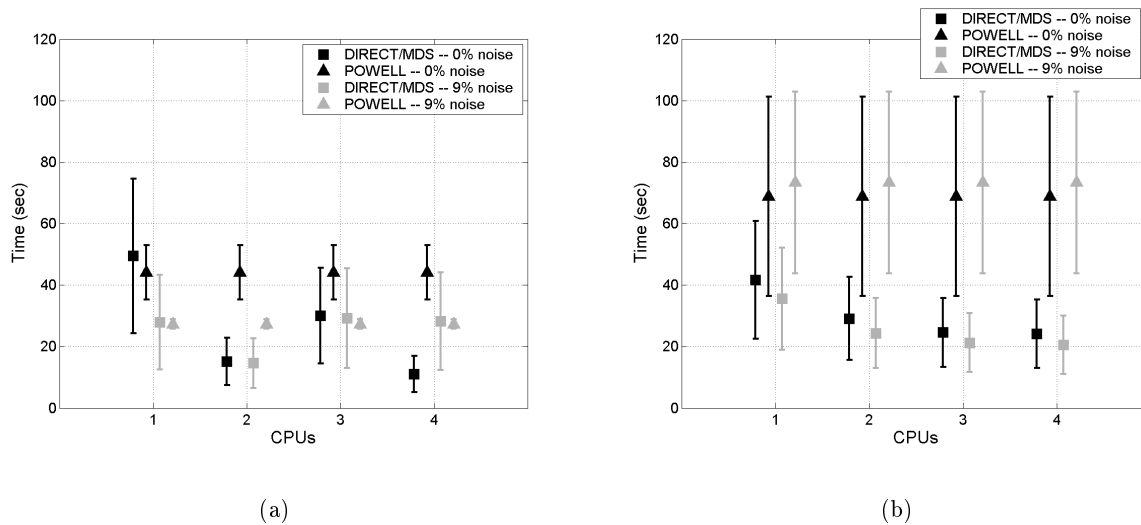 120
100
80
60
40
20
0
Time (sec)
1
2
3
4
CPUs
DIRECT/MDS -- 0% noise
POWELL -- 0% noise
DIRECT/MDS -- 9% noise
POWELL -- 9% noise
(a)
120
100
80
60
40
20
0
Time (sec)
1
2
3
4
CPUs
DIRECT/MDS -- 0% noise
POWELL -- 0% noise
DIRECT/MDS -- 9% noise
POWELL -- 9% noise
(b)